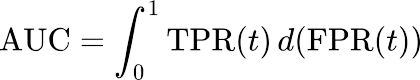 AUC = ∫₀¹ TPR(t) d(FPR(t))